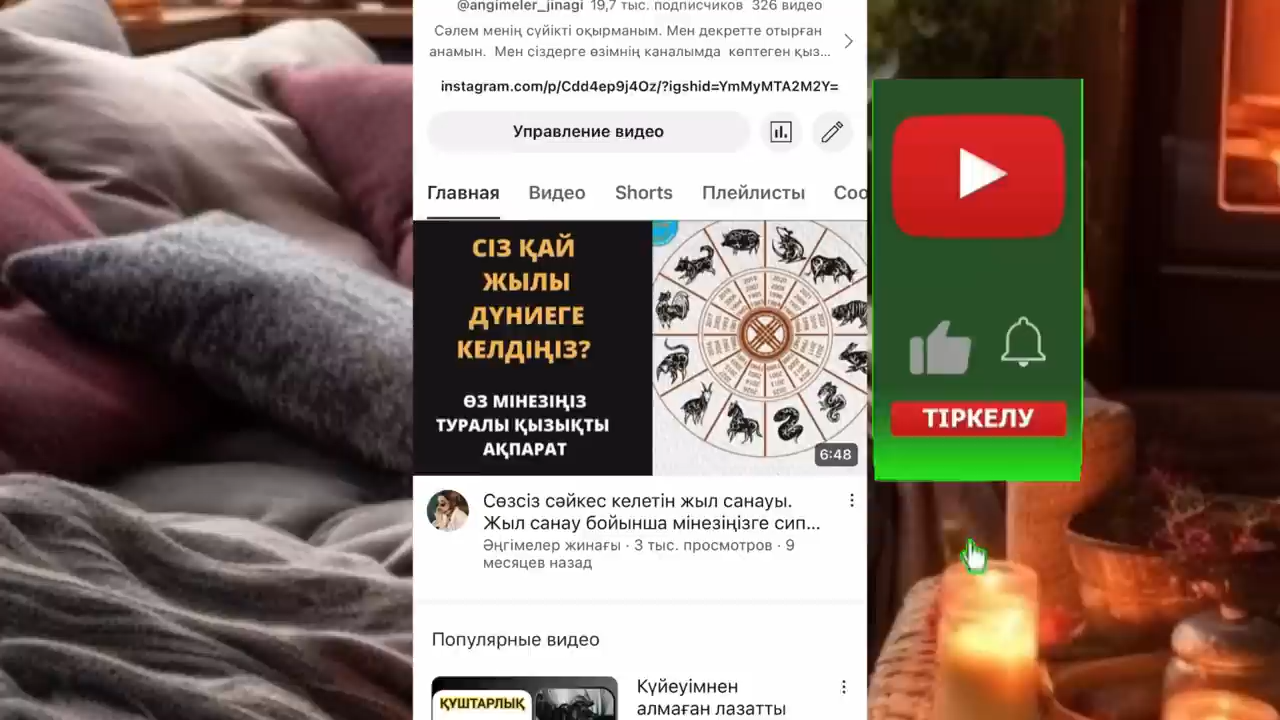 @angimeler_jinagi 19,7 тыс. подписчиков 326 видео
Сәлем менің сүйікті оқырманым. Мен декретте отырған
анамын. Мен сіздерге өзімнің каналымда көптеген қыз...
instagram.com/p/Cdd4ep9j4Oz/?igshid=YmMyMTA2M2Y=
Управление видео
Главная Видео Shorts Плейлисты Соо
СІЗ ҚАЙ
ЖЫЛЫ
ДҮНИЕГЕ
КЕЛДІҢІЗ?
ӨЗ МІНЕЗІҢІЗ
ТУРАЛЫ ҚЫЗЫҚТЫ
АҚПАРАТ
6:48
Сөзсіз сәйкес келетін жыл санауы.
Жыл санау бойынша мінезіңізге сип...
Әңгімелер жинағы · 3 тыс. просмотров · 9
месяцев назад
Популярные видео
ҚҰШТАРЛЫҚ
Күйеуімнен
алмаған лазатты
ТІРКЕЛУ